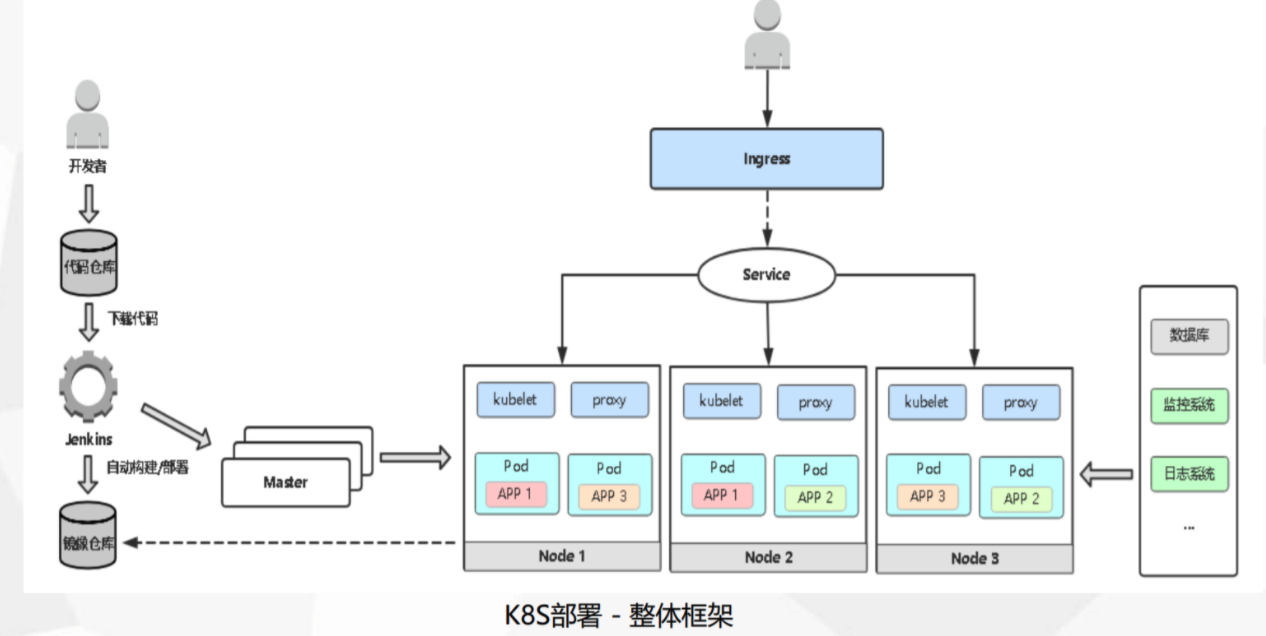 开发者
代码仓库
下载代码
Jenkins
自动构建/部署
镜像仓库
Master
Ingress
Service
kubelet
proxy
Pod
APP 1
Pod
APP 3
Node 1
kubelet
proxy
Pod
APP 1
Pod
APP 2
Node 2
kubelet
proxy
Pod
APP 3
Pod
APP 2
Node 3
数据库
监控系统
日志系统
...
K8S部署 - 整体框架